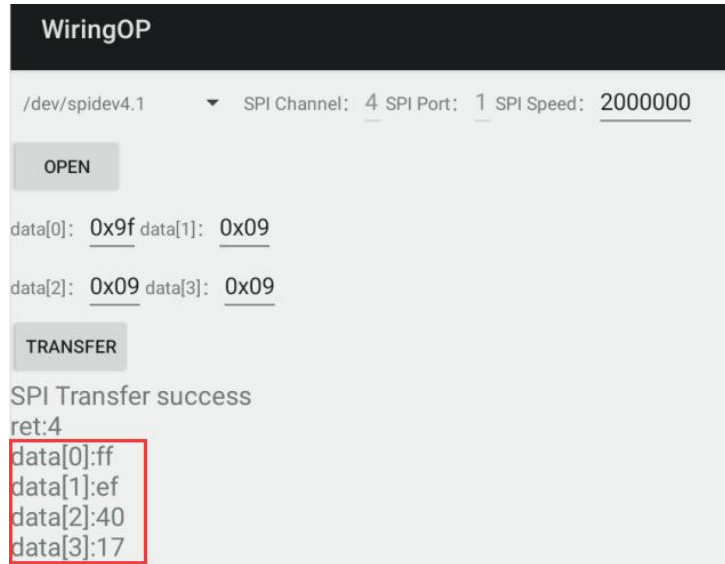 WiringOP
/dev/spidev4.1 SPI Channel: 4 SPI Port: 1 SPI Speed: 2000000
OPEN
data[0]: 0x9f data[1]: 0x09
data[2]: 0x09 data[3]: 0x09
TRANSFER
SPI Transfer success
ret:4
data[0]:ff
data[1]:ef
data[2]:40
data[3]:17